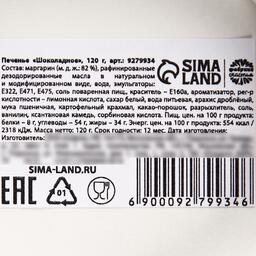 Печенье «Шоколадное», 120 г, арт.: 9279934
Состав: маргарин (м. д. ж.: 82 %), рафинированные
дезодорированные масла в натуральном
и модифицированном виде, вода, эмульгаторы:
Е322, Е471, Е475, соль поваренная пищ., краситель – Е160а, ароматизатор, рег-р
кислотности – лимонная кислота, сахар белый, вода питьевая, арахис дроблёный,
мука пшеничная, картофельный крахмал, какао-порошок, разрыхлитель, соль,
ванилин, ксантановая камедь, сорбиновая кислота. Пищ. цен. на 100 г продукта:
белки – 8 г, углеводы – 54 г, жиры – 34 г. Энерг. цен. на 100 г продукта: 554 ккал /
2318 кДж. Масса нетто: 120 г. Срок годности: 12 мес. Дата изготовления:
Изготовитель:
SIMA
LAND
SIMA-LAND.RU
EAC
01
6 900092 799346